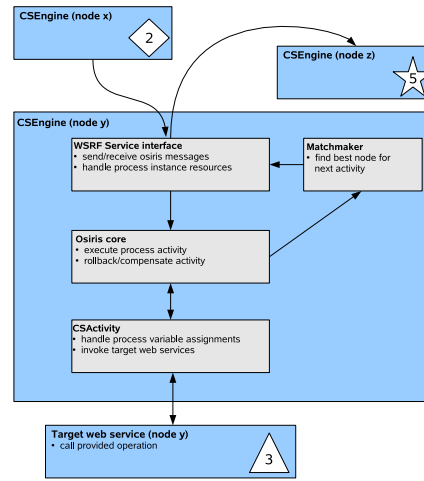 CSEngine (node x)
2
CSEngine (node z)
5
CSEngine (node y)
WSRF Service interface
• send/receive osiris messages
• handle process instance resources
Matchmaker
• find best node for
next activity
Osiris core
• execute process activity
• rollback/compensate activity
CSActivity
• handle process variable assignments
• invoke target web services
Target web service (node y)
• call provided operation
3